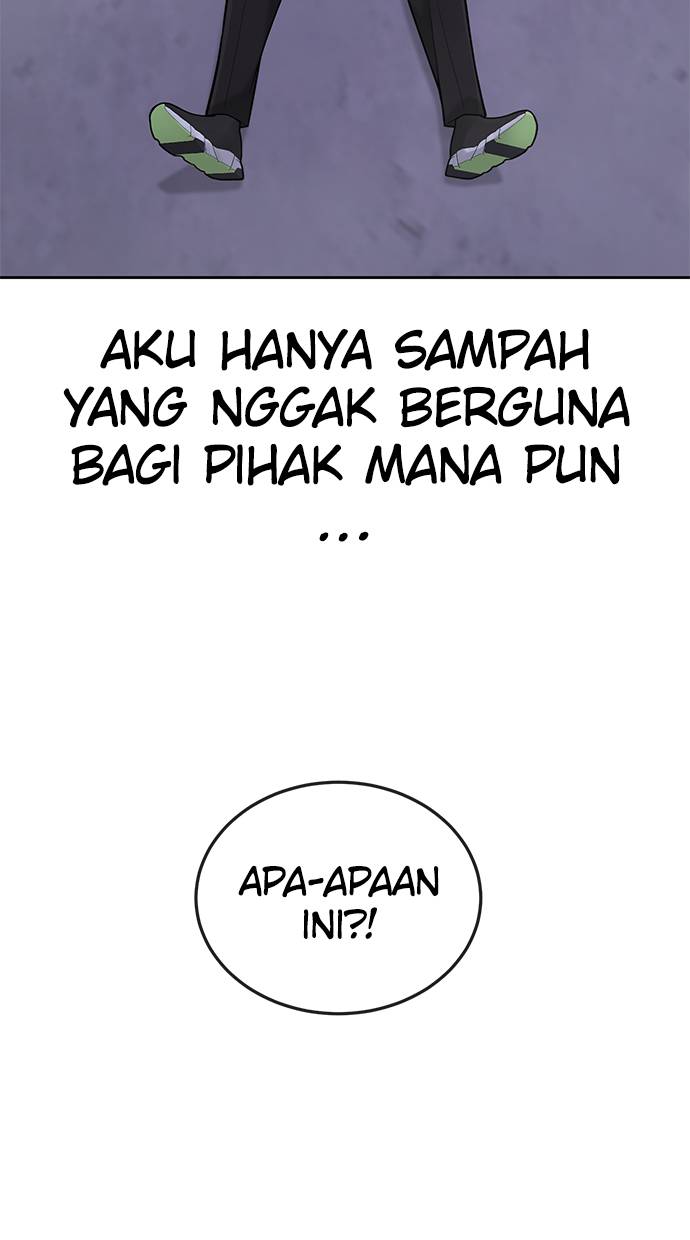 AKU HANYA SAMPAH
YANG NGGAK BERGUNA
BAGI PIHAK MANA PUN
...
APA-APAAN
INI?!